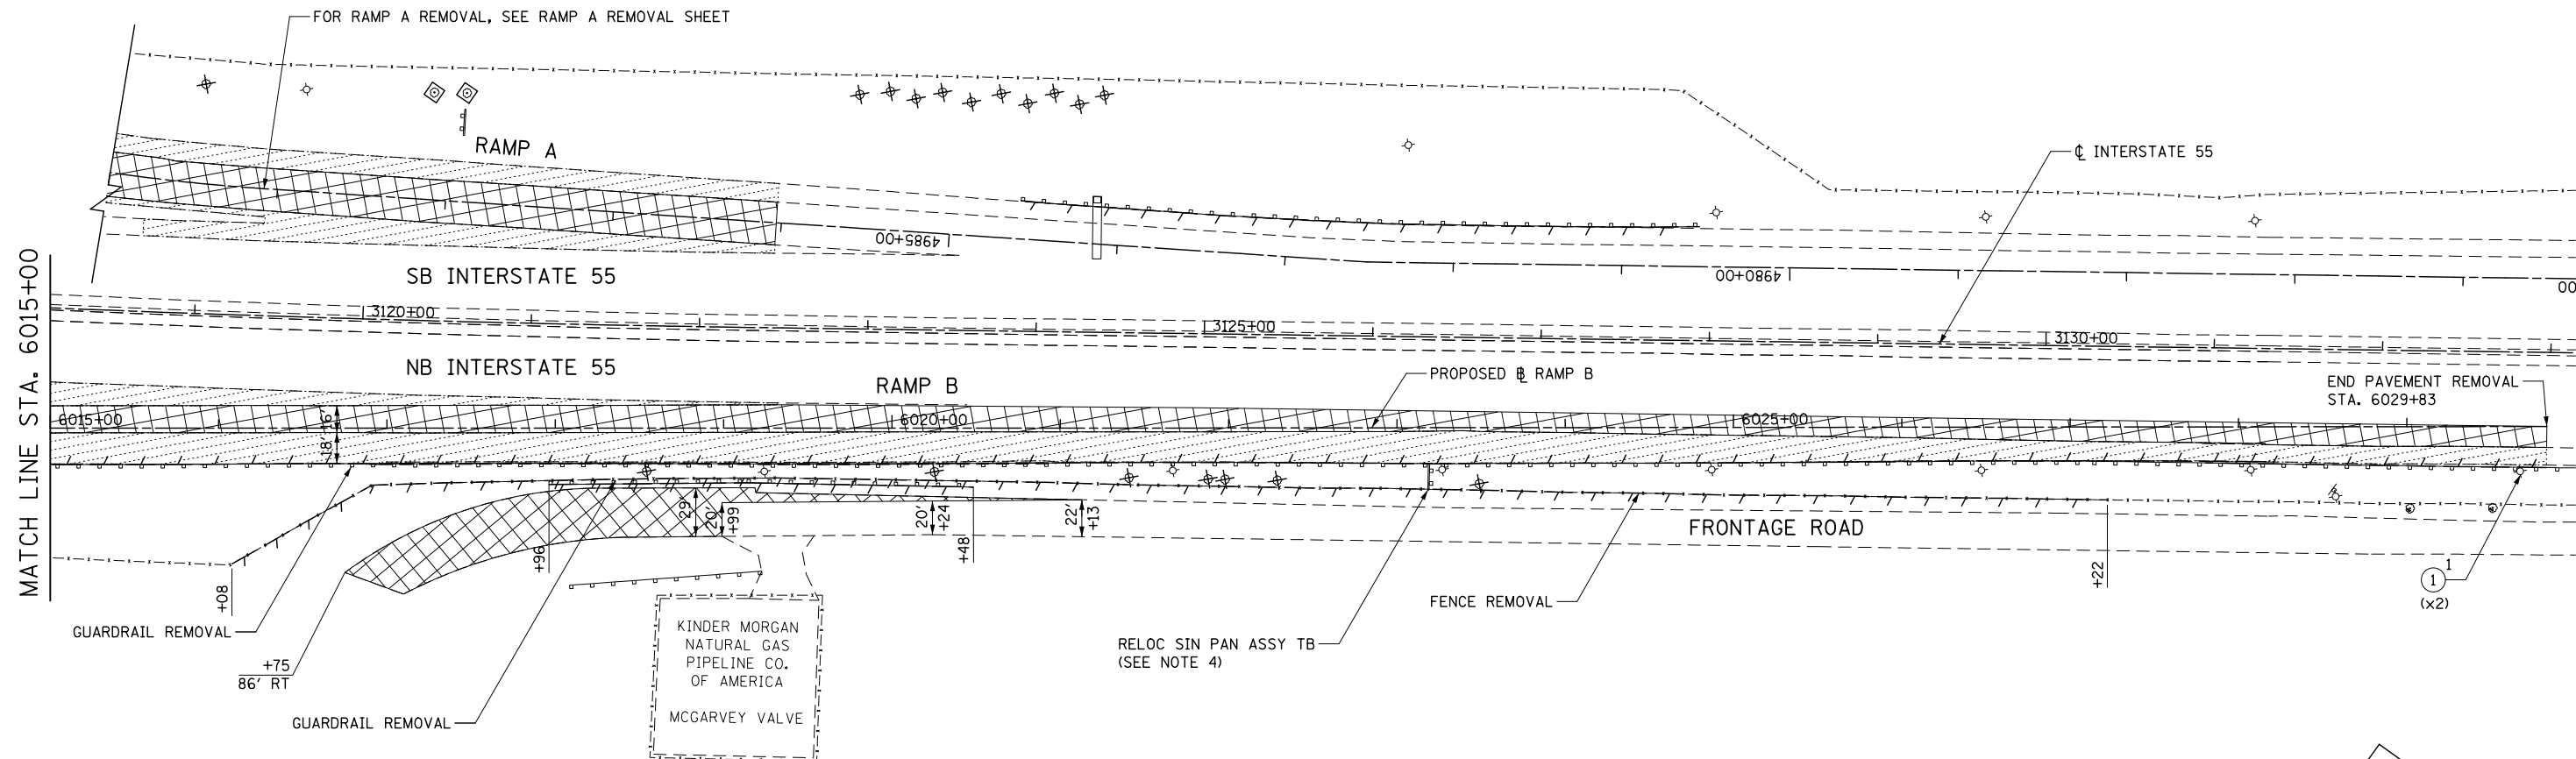 FOR RAMP A REMOVAL, SEE RAMP A REMOVAL SHEET
RAMP A
℄ INTERSTATE 55
4985+00
4980+00
00
SB INTERSTATE 55
MATCH LINE STA. 6015+00
3120+00
3125+00
3130+00
NB INTERSTATE 55
RAMP B
PROPOSED ⅊ RAMP B
END PAVEMENT REMOVAL
STA. 6029+83
6015+00
16'
18'
6020+00
6025+00
29'
20'
+99
20'
+24
22'
+13
+96
+48
+08
+22
FRONTAGE ROAD
1
1
(x2)
FENCE REMOVAL
GUARDRAIL REMOVAL
RELOC SIN PAN ASSY TB
(SEE NOTE 4)
+75
86' RT
GUARDRAIL REMOVAL
KINDER MORGAN
NATURAL GAS
PIPELINE CO.
OF AMERICA
MCGARVEY VALVE